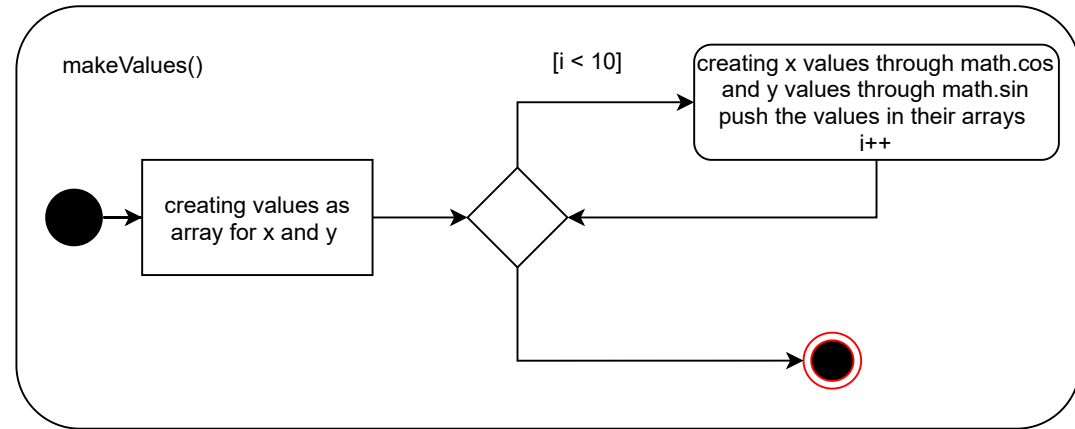 makeValues()
[i < 10]
creating x values through math.cos
and y values through math.sin
push the values in their arrays
i++
creating values as
array for x and y